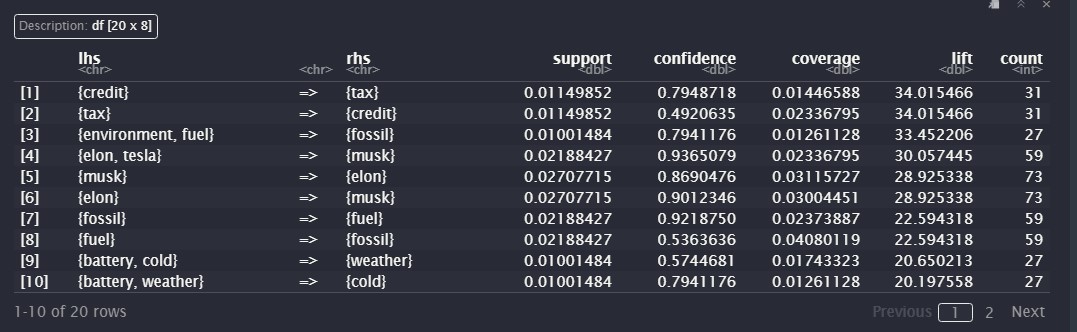 Description: df [20 x 8]
lhs rhs support confidence coverage lift count
<chr> <chr> <chr> <dbl> <dbl> <dbl> <dbl> <int>
[1] {credit} => {tax} 0.01149852 0.7948718 0.01446588 34.015466 31
[2] {tax} => {credit} 0.01149852 0.4920635 0.02336795 34.015466 31
[3] {environment, fuel} => {fossil} 0.01001484 0.7941176 0.01261128 33.452206 27
[4] {elon, tesla} => {musk} 0.02188427 0.9365079 0.02336795 30.057445 59
[5] {musk} => {elon} 0.02707715 0.8690476 0.03115727 28.925338 73
[6] {elon} => {musk} 0.02707715 0.9012346 0.03004451 28.925338 73
[7] {fossil} => {fuel} 0.02188427 0.9218750 0.02373887 22.594318 59
[8] {fuel} => {fossil} 0.02188427 0.5363636 0.04080119 22.594318 59
[9] {battery, cold} => {weather} 0.01001484 0.5744681 0.01743323 20.650213 27
[10] {battery, weather} => {cold} 0.01001484 0.7941176 0.01261128 20.197558 27
1-10 of 20 rows Previous 1 2 Next